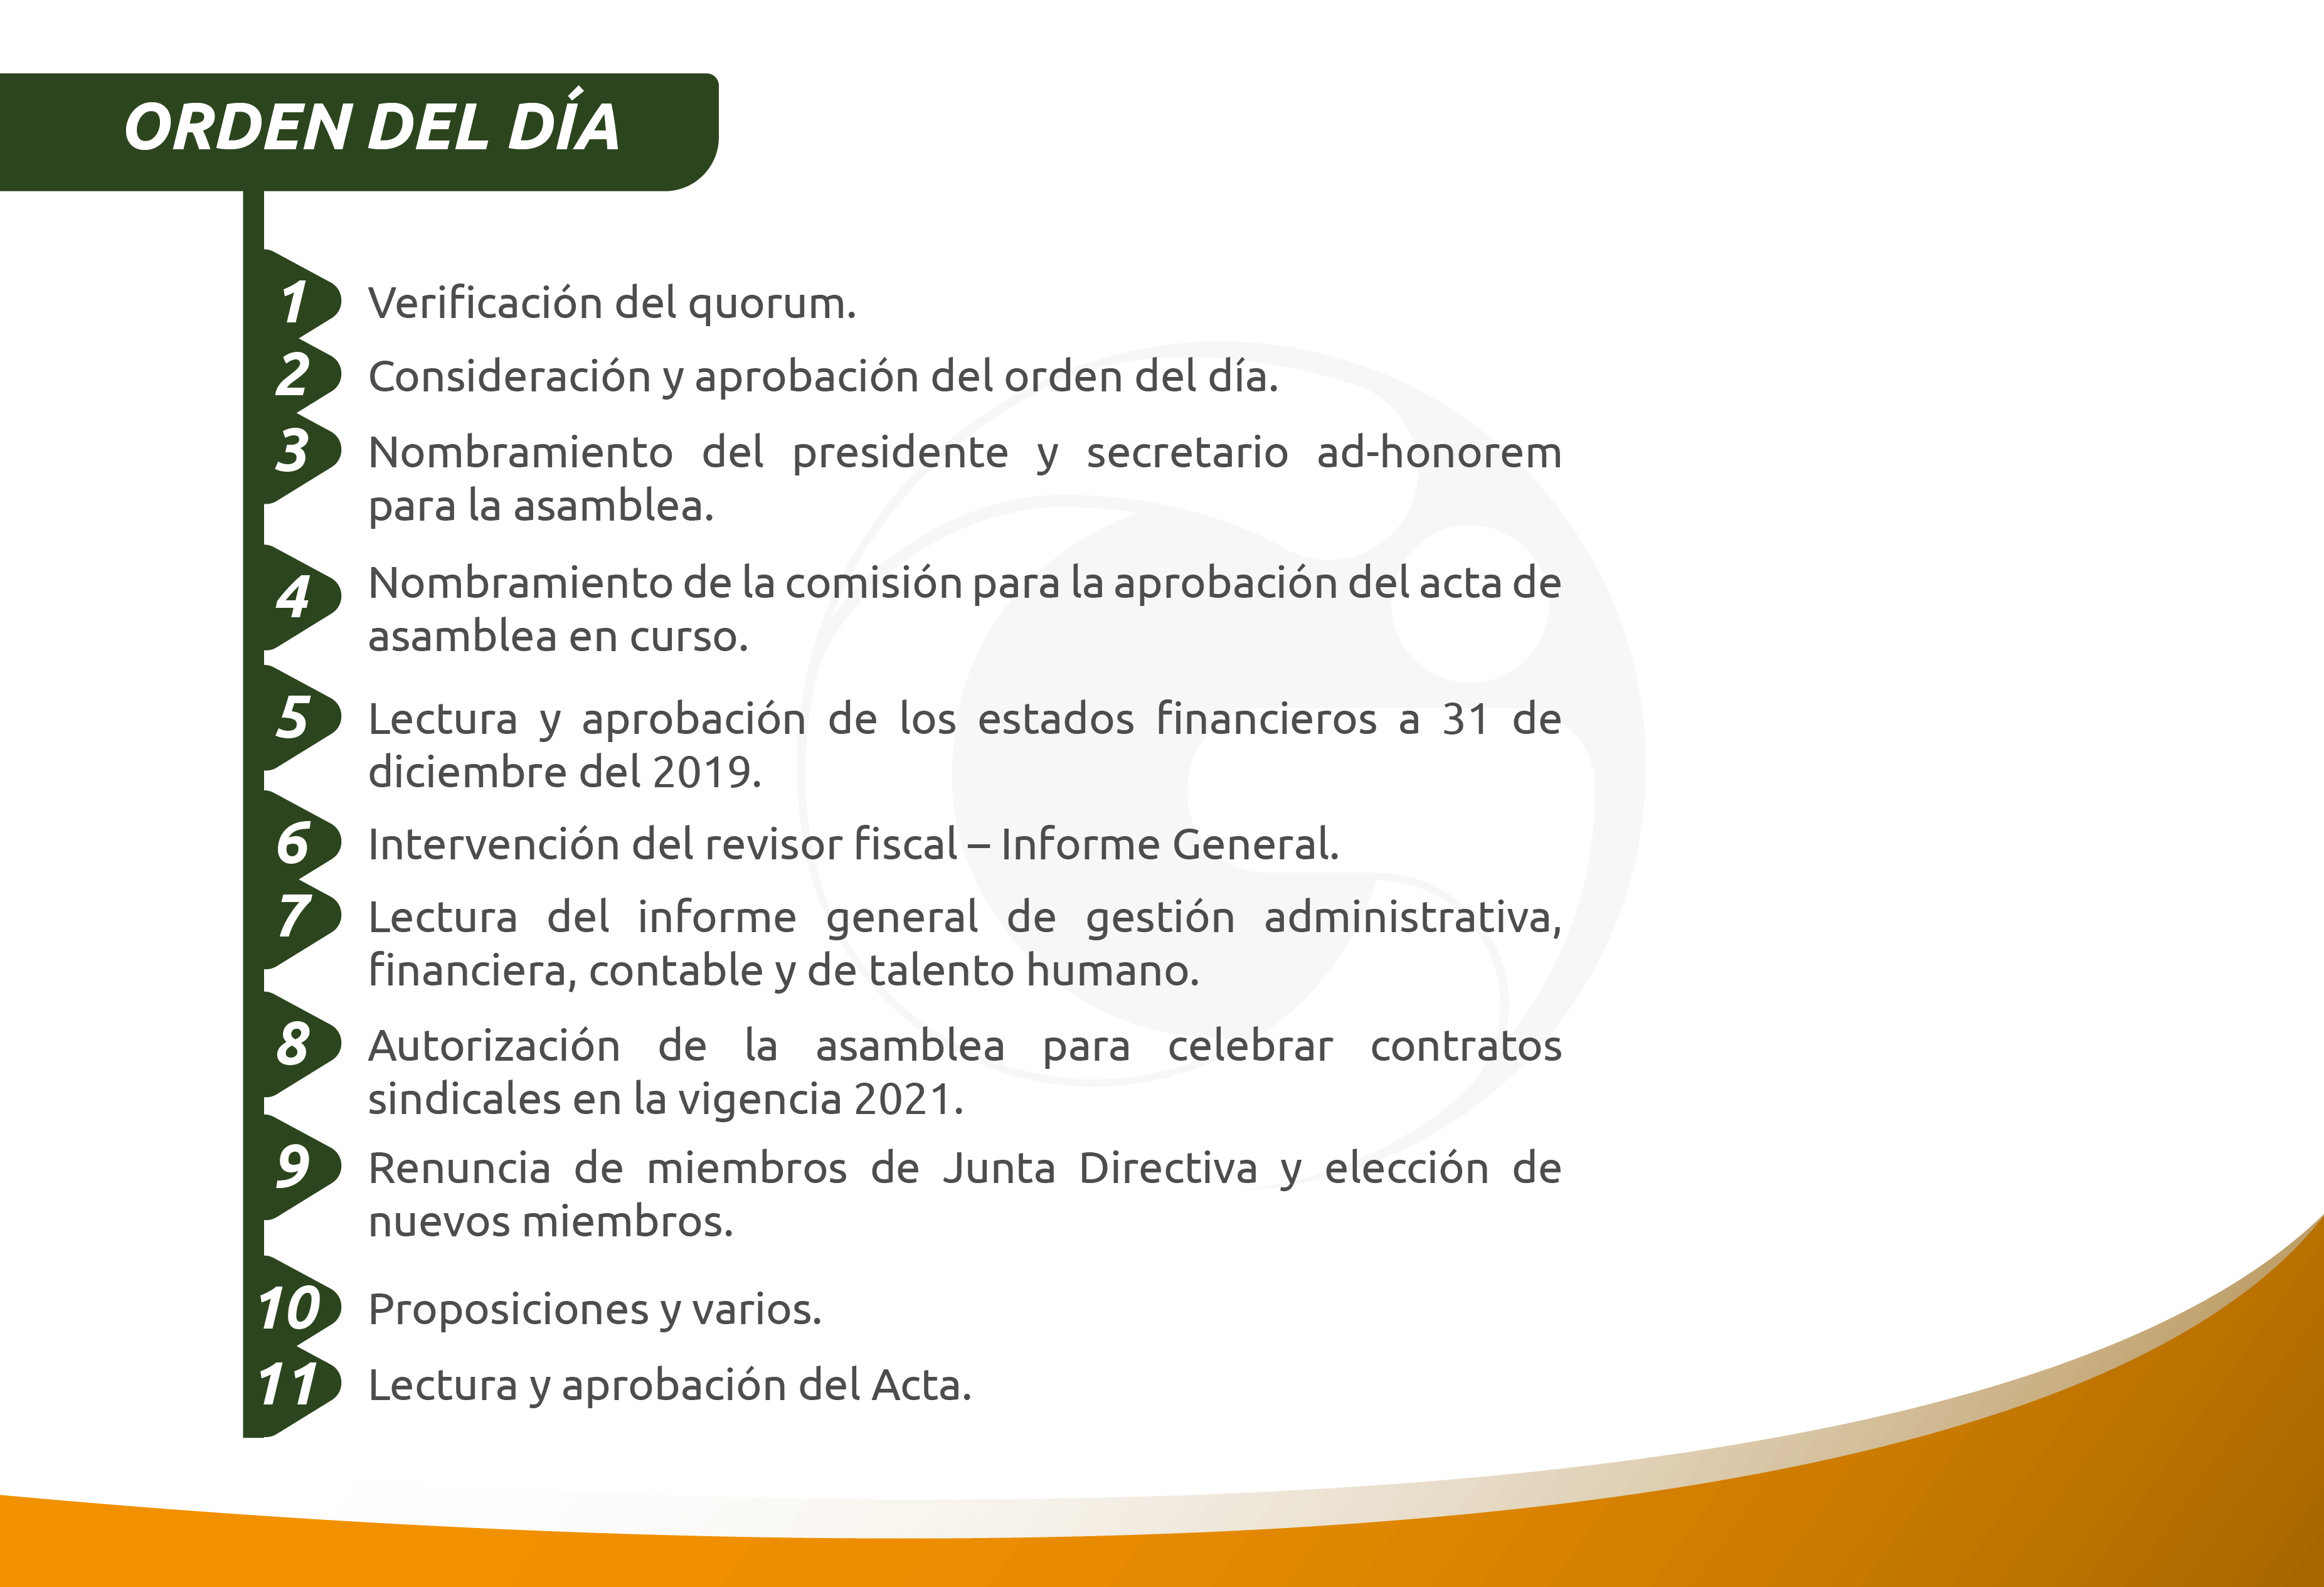 ORDEN DEL DÍA
1 Verificación del quorum.
2 Consideración y aprobación del orden del día.
3 Nombramiento del presidente y secretario ad-honorem
para la asamblea.
4 Nombramiento de la comisión para la aprobación del acta de
asamblea en curso.
5 Lectura y aprobación de los estados financieros a 31 de
diciembre del 2019.
6 Intervención del revisor fiscal – Informe General.
7 Lectura del informe general de gestión administrativa,
financiera, contable y de talento humano.
8 Autorización de la asamblea para celebrar contratos
sindicales en la vigencia 2021.
9 Renuncia de miembros de Junta Directiva y elección de
nuevos miembros.
10 Proposiciones y varios.
11 Lectura y aprobación del Acta.